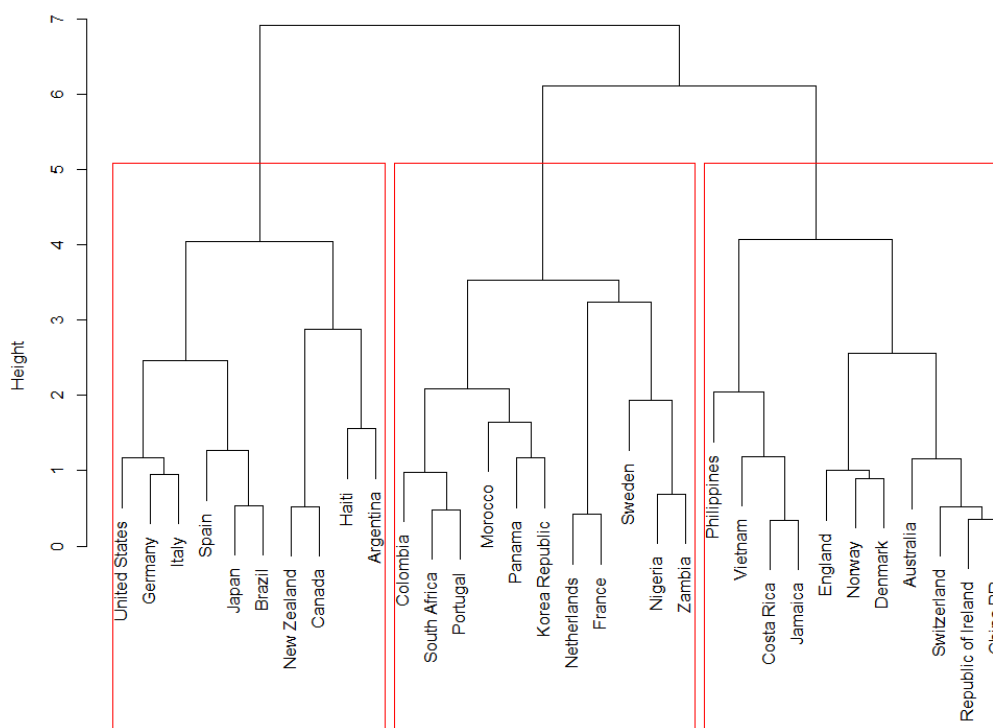 7
6
5
4
3
2
1
0
Height
United States
Germany
Italy
Spain
Japan
Brazil
New Zealand
Canada
Haiti
Argentina
Colombia
South Africa
Portugal
Morocco
Panama
Korea Republic
Netherlands
France
Sweden
Nigeria
Zambia
Philippines
Vietnam
Costa Rica
Jamaica
England
Norway
Denmark
Australia
Switzerland
Republic of Ireland